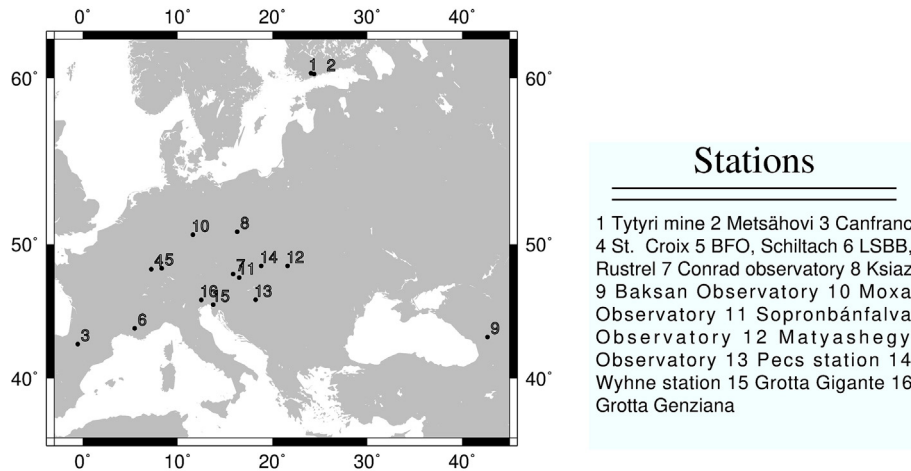 0° 10° 20° 30° 40°
60° 1 2 60°
10 8
50° 50°
4 5 7 11 14 12
16 15 13
6
3 9
40° 40°
0° 10° 20° 30° 40°
Stations
1 Tytyri mine 2 Metsähovi 3 Canfranc
4 St. Croix 5 BFO, Schiltach 6 LSBB,
Rustrel 7 Conrad observatory 8 Ksiaz
9 Baksan Observatory 10 Moxa
Observatory 11 Sopronbánfalva
Observatory 12 Matyashegy
Observatory 13 Pecs station 14
Wyhne station 15 Grotta Gigante 16
Grotta Genziana